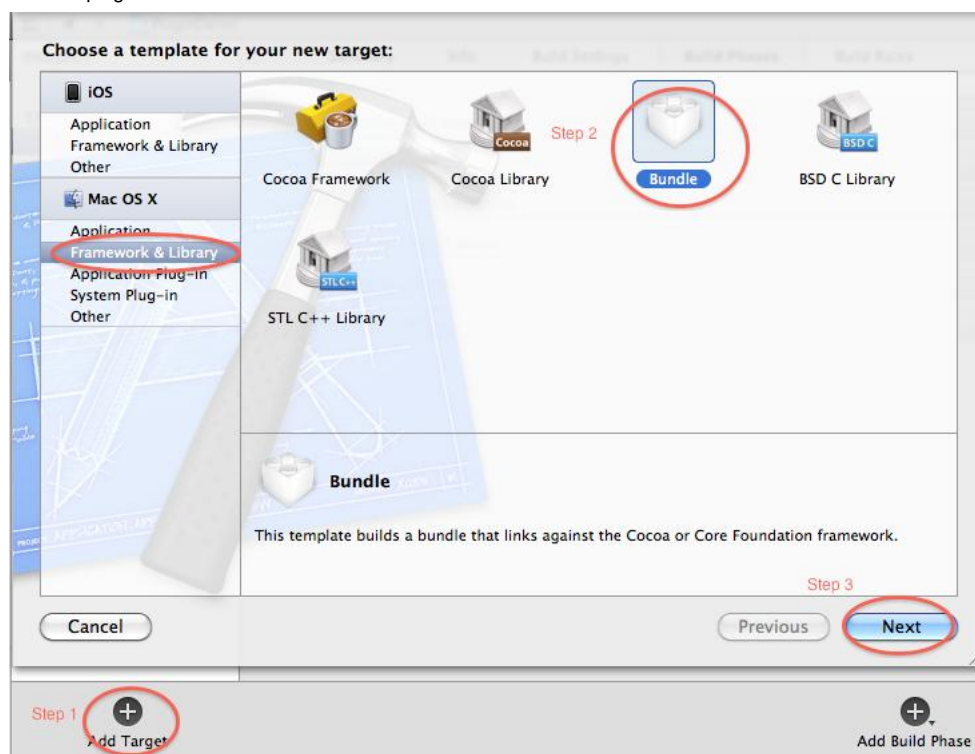 Choose a template for your new target:
iOS
Application
Framework & Library
Other
Mac OS X
Application
Framework & Library
Application Plug-in
System Plug-in
Other
Cocoa Framework
Cocoa
Cocoa Library
Step 2
Bundle
BSD C
BSD C Library
STL C++
STL C++ Library
Bundle
This template builds a bundle that links against the Cocoa or Core Foundation framework.
Step 3
Cancel
Previous
Next
Step 1
Add Target
Add Build Phase